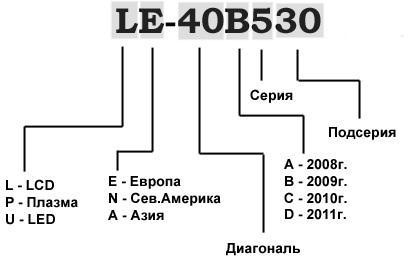 LE-40B530
Серия
Подсерия
L - LCD
P - Плазма
U - LED
E - Европа
N - Сев.Америка
A - Азия
A - 2008г.
B - 2009г.
C - 2010г.
D - 2011г.
Диагональ